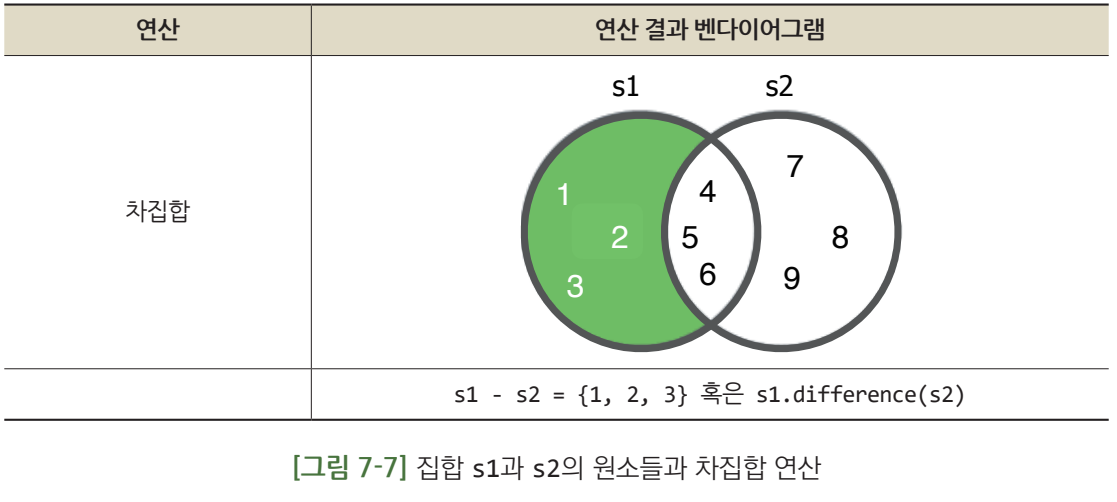 연산 연산 결과 벤다이어그램
s1 s2
차집합
1
2
3
4
5
6
7
8
9
s1 - s2 = {1, 2, 3} 혹은 s1.difference(s2)
[그림 7-7] 집합 s1과 s2의 원소들과 차집합 연산